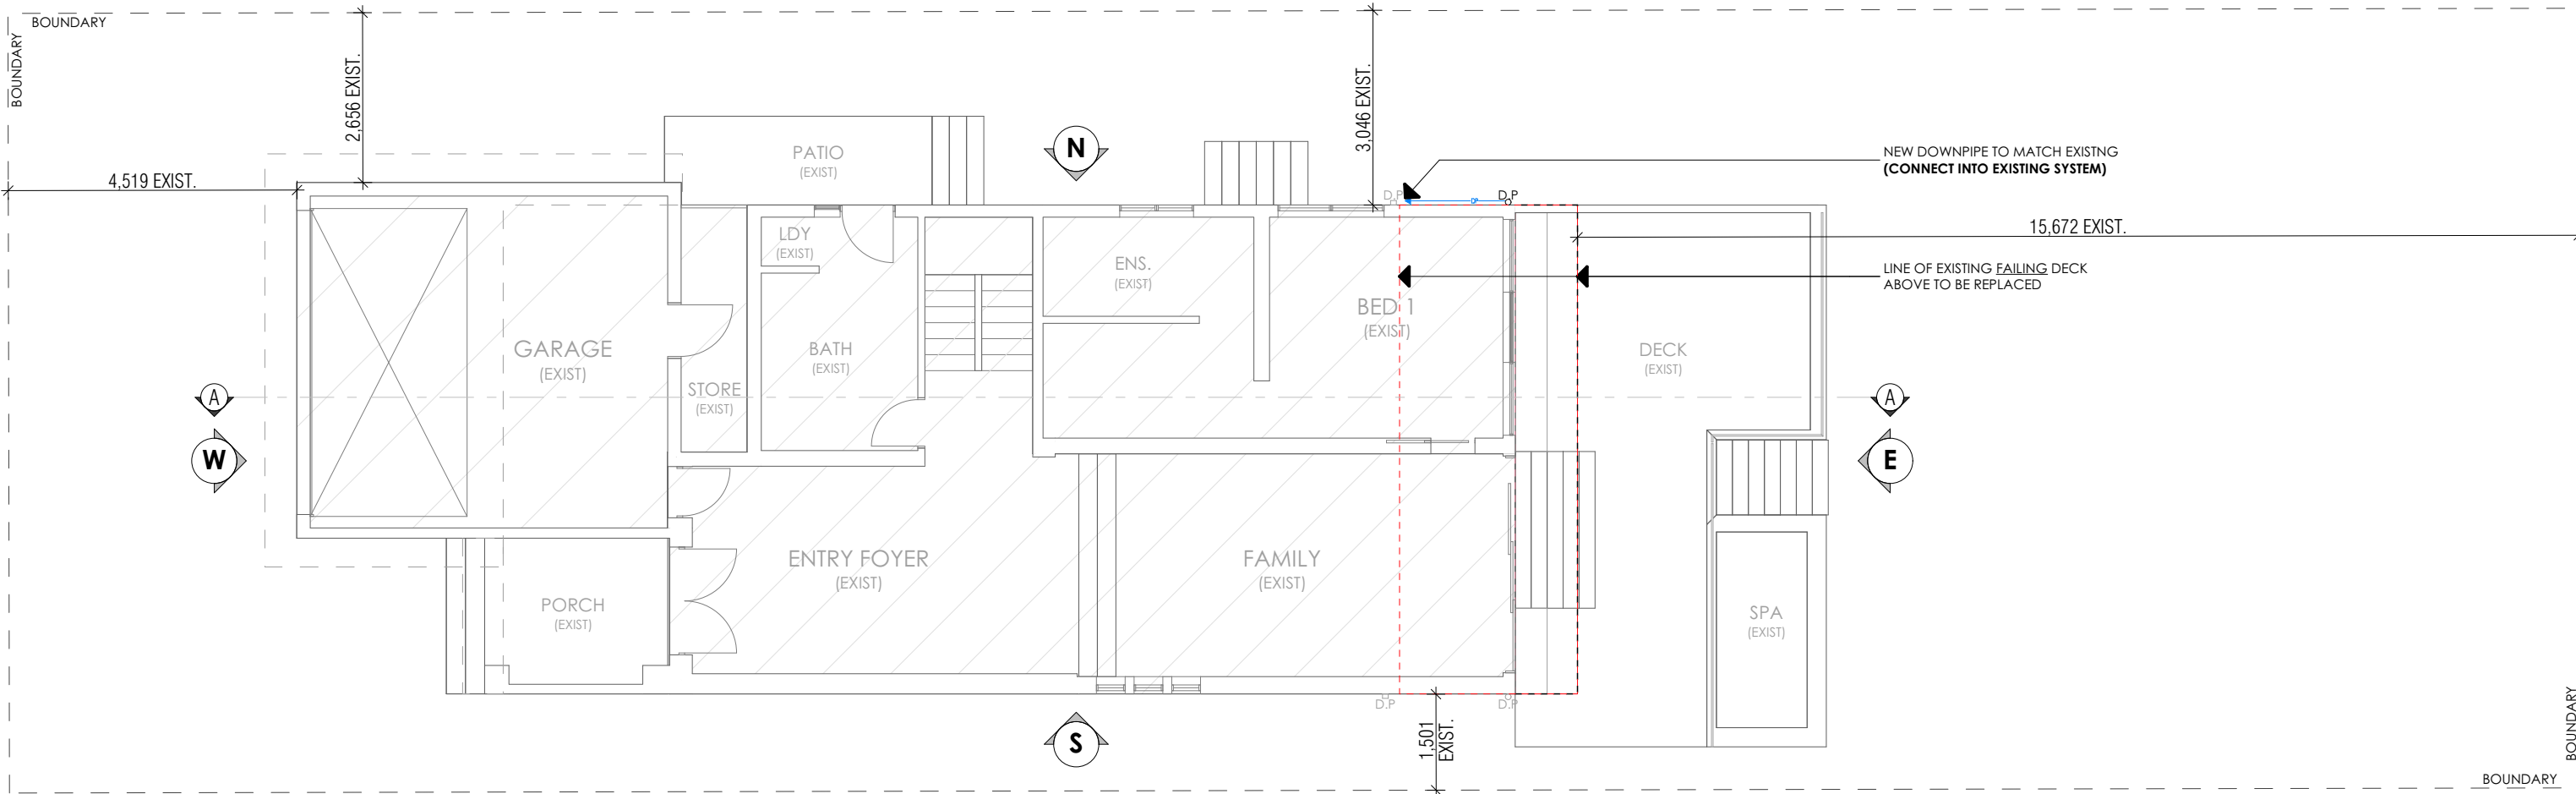 BOUNDARY
BOUNDARY
2,656 EXIST.
3,046 EXIST.
4,519 EXIST.
PATIO
(EXIST)
N
NEW DOWNPIPE TO MATCH EXISTNG
(CONNECT INTO EXISTING SYSTEM)
D.P
D.P
DP
15,672 EXIST.
LDY
(EXIST)
ENS.
(EXIST)
LINE OF EXISTING FAILING DECK
ABOVE TO BE REPLACED
BED 1
(EXIST)
GARAGE
(EXIST)
BATH
(EXIST)
DECK
(EXIST)
STORE
(EXIST)
A
A
W
E
ENTRY FOYER
(EXIST)
FAMILY
(EXIST)
PORCH
(EXIST)
SPA
(EXIST)
D.P
D.P
S
1,501
EXIST.
BOUNDARY
BOUNDARY